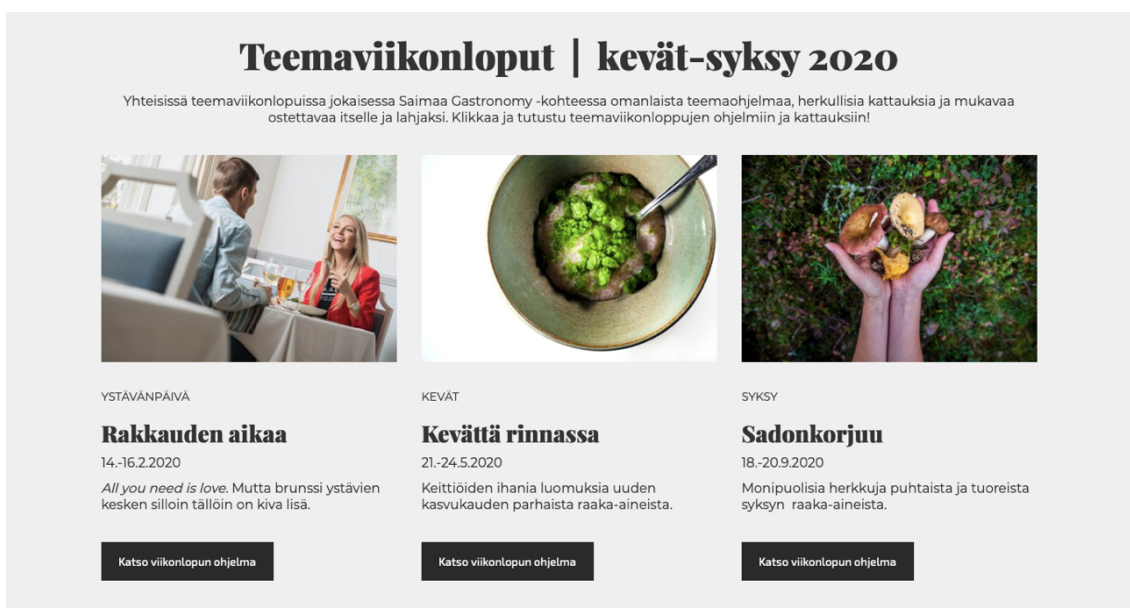 Teemaviikonloput | kevät-syksy 2020
Yhteisissä teemaviikonlopuissa jokaisessa Saimaa Gastronomy -kohteessa omanlaista teemaohjelmaa, herkullisia kattauksia ja mukavaa
ostettavaa itselle ja lahjaksi. Klikkaa ja tutustu teemaviikonloppujen ohjelmiin ja kattauksiin!
YSTÄVÄNPÄIVÄ
Rakkauden aikaa
14.-16.2.2020
All you need is love. Mutta brunssi ystävien
kesken silloin tällöin on kiva lisä.
Katso viikonlopun ohjelma
KEVÄT
Kevättä rinnassa
21.-24.5.2020
Keittiöiden ihania luomuksia uuden
kasvukauden parhaista raaka-aineista.
Katso viikonlopun ohjelma
SYKSY
Sadonkorjuu
18.-20.9.2020
Monipuolisia herkkuja puhtaista ja tuoreista
syksyn  raaka-aineista.
Katso viikonlopun ohjelma